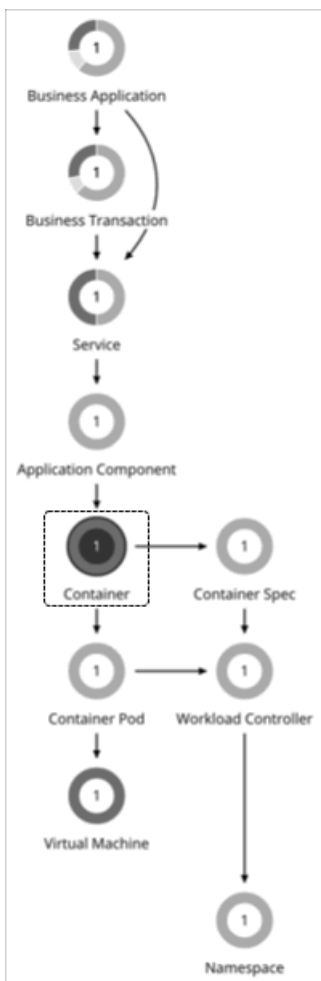 1
Business Application
1
Business Transaction
1
Service
1
Application Component
1
Container
1
Container Spec
1
Container Pod
1
Workload Controller
1
Virtual Machine
1
Namespace